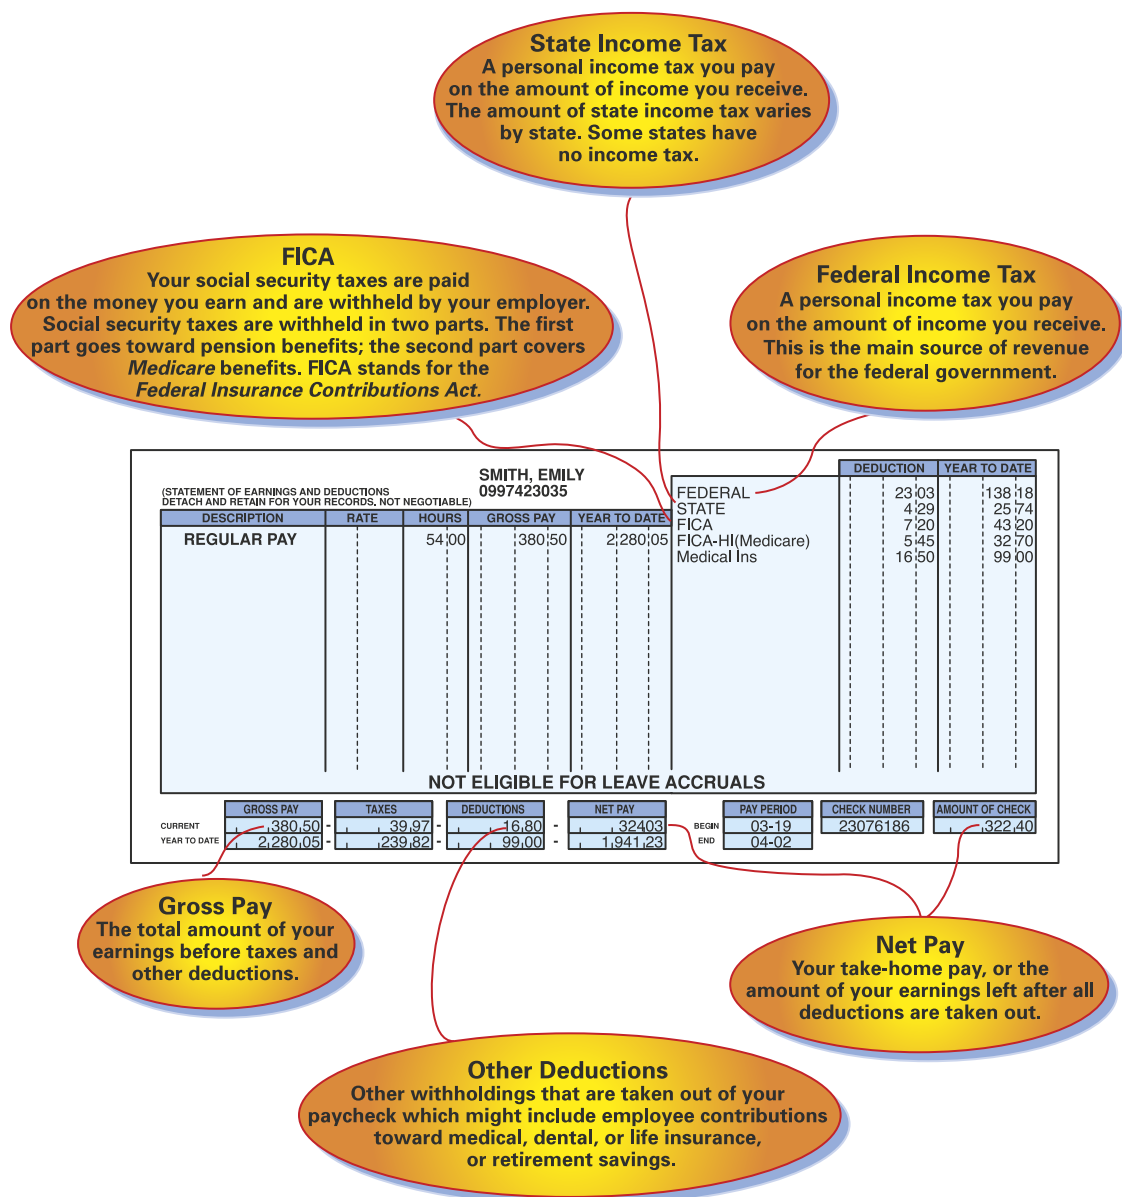 State Income Tax
A personal income tax you pay
on the amount of income you receive.
The amount of state income tax varies
by state. Some states have
no income tax.
FICA
Your social security taxes are paid
on the money you earn and are withheld by your employer.
Social security taxes are withheld in two parts. The first
part goes toward pension benefits; the second part covers
Medicare benefits. FICA stands for the
Federal Insurance Contributions Act.
Federal Income Tax
A personal income tax you pay
on the amount of income you receive.
This is the main source of revenue
for the federal government.
SMITH, EMILY
0997423035
(STATEMENT OF EARNINGS AND DEDUCTIONS
DETACH AND RETAIN FOR YOUR RECORDS. NOT NEGOTIABLE)
DESCRIPTION RATE HOURS GROSS PAY YEAR TO DATE
REGULAR PAY 54 00 380 50 2 280 05
DEDUCTION YEAR TO DATE
FEDERAL 23 03 138 18
STATE 4 29 25 74
FICA 7 20 43 20
FICA-HI(Medicare) 5 45 32 70
Medical Ins 16 50 99 00
NOT ELIGIBLE FOR LEAVE ACCRUALS
GROSS PAY TAXES DEDUCTIONS NET PAY PAY PERIOD CHECK NUMBER AMOUNT OF CHECK
CURRENT 380,50 - 39,97 - 16,80 - 32403 BEGIN 03-19 23076186 322,40
YEAR TO DATE 2,280,05 - 239,82 - 99,00 - 1,941,23 END 04-02
Gross Pay
The total amount of your
earnings before taxes and
other deductions.
Net Pay
Your take-home pay, or the
amount of your earnings left after all
deductions are taken out.
Other Deductions
Other withholdings that are taken out of your
paycheck which might include employee contributions
toward medical, dental, or life insurance,
or retirement savings.